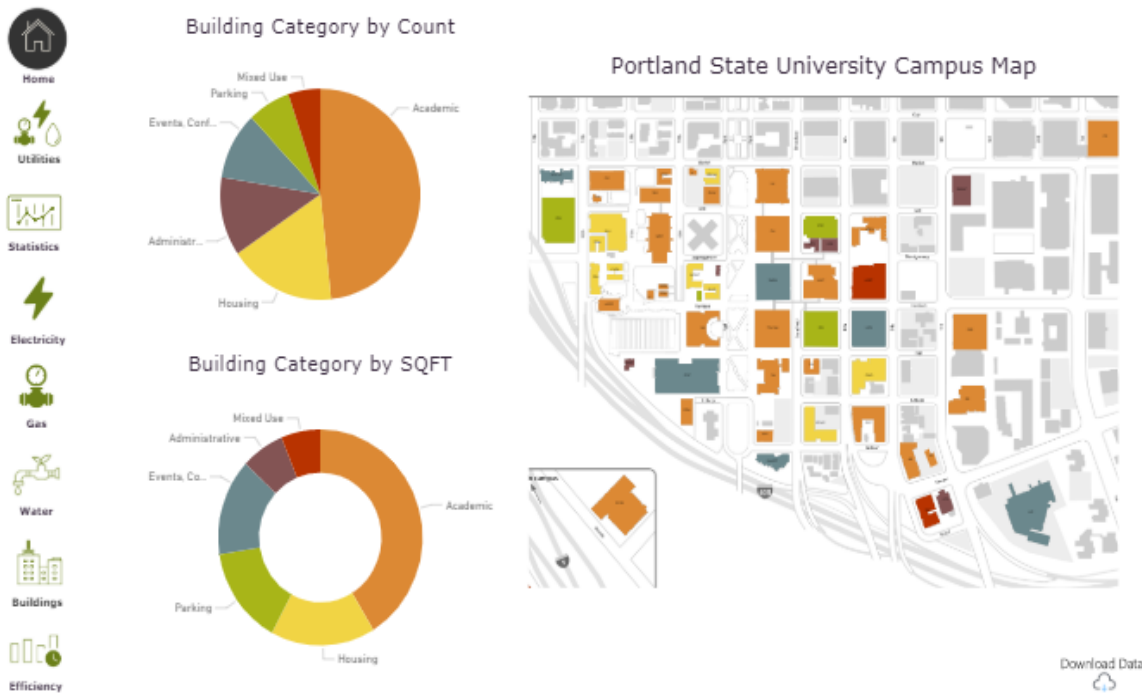 Home
Utilities
Statistics
Electricity
Gas
Water
Buildings
Efficiency
Building Category by Count
Mixed Use
Parking
Academic
Events, Conf...
Administr...
Housing
Building Category by SQFT
Mixed Use
Administrative
Events, Co...
Academic
Parking
Housing
Portland State University Campus Map
Download Data